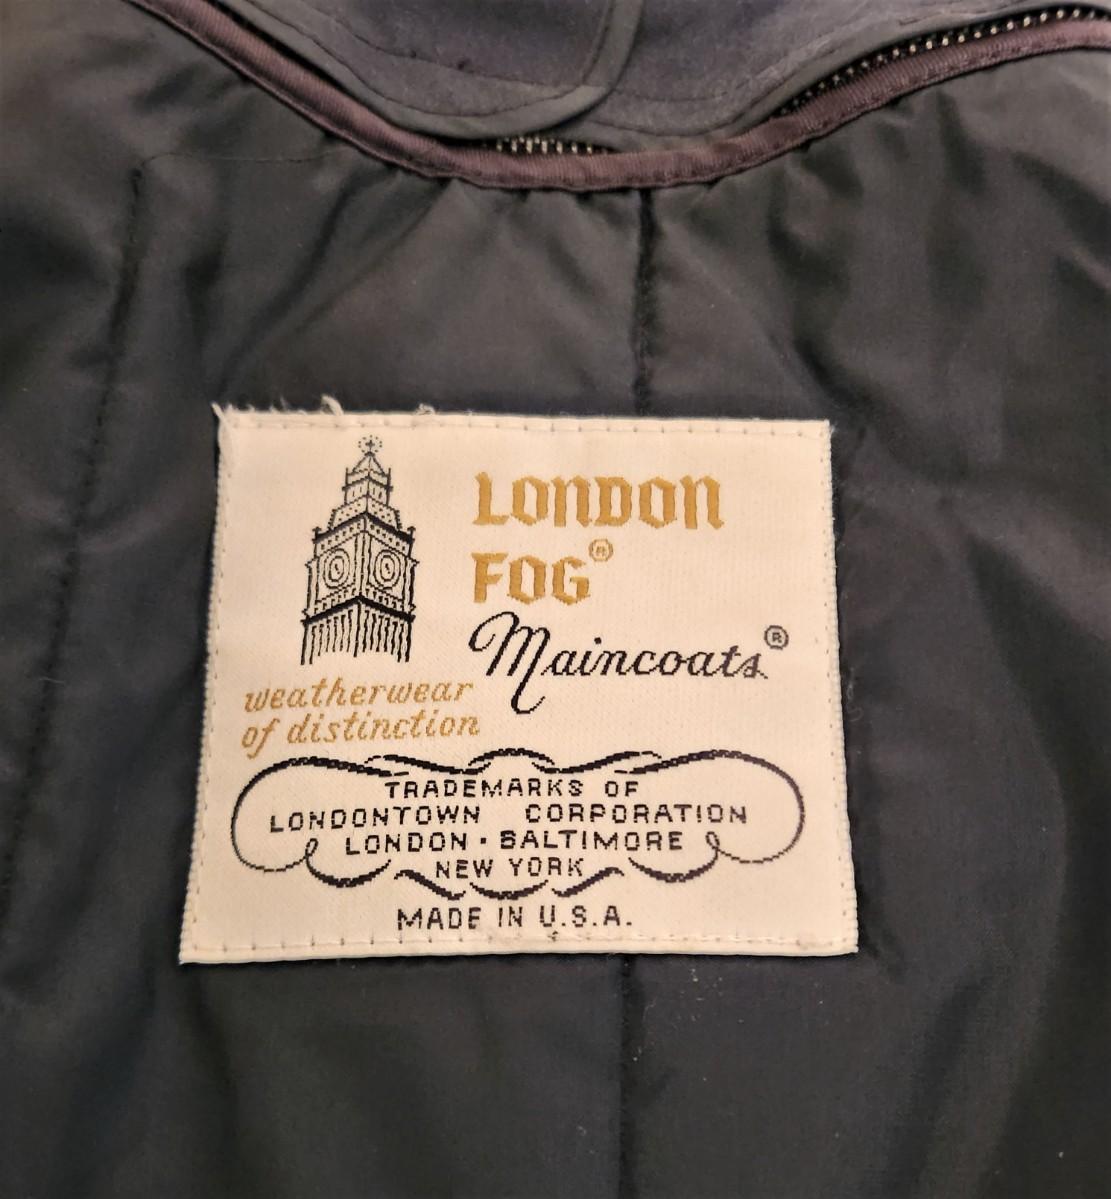 LONDON
FOG®
Maincoats®
weatherwear
of distinction
TRADEMARKS OF
LONDONTOWN CORPORATION
LONDON · BALTIMORE
NEW YORK
MADE IN U.S.A.